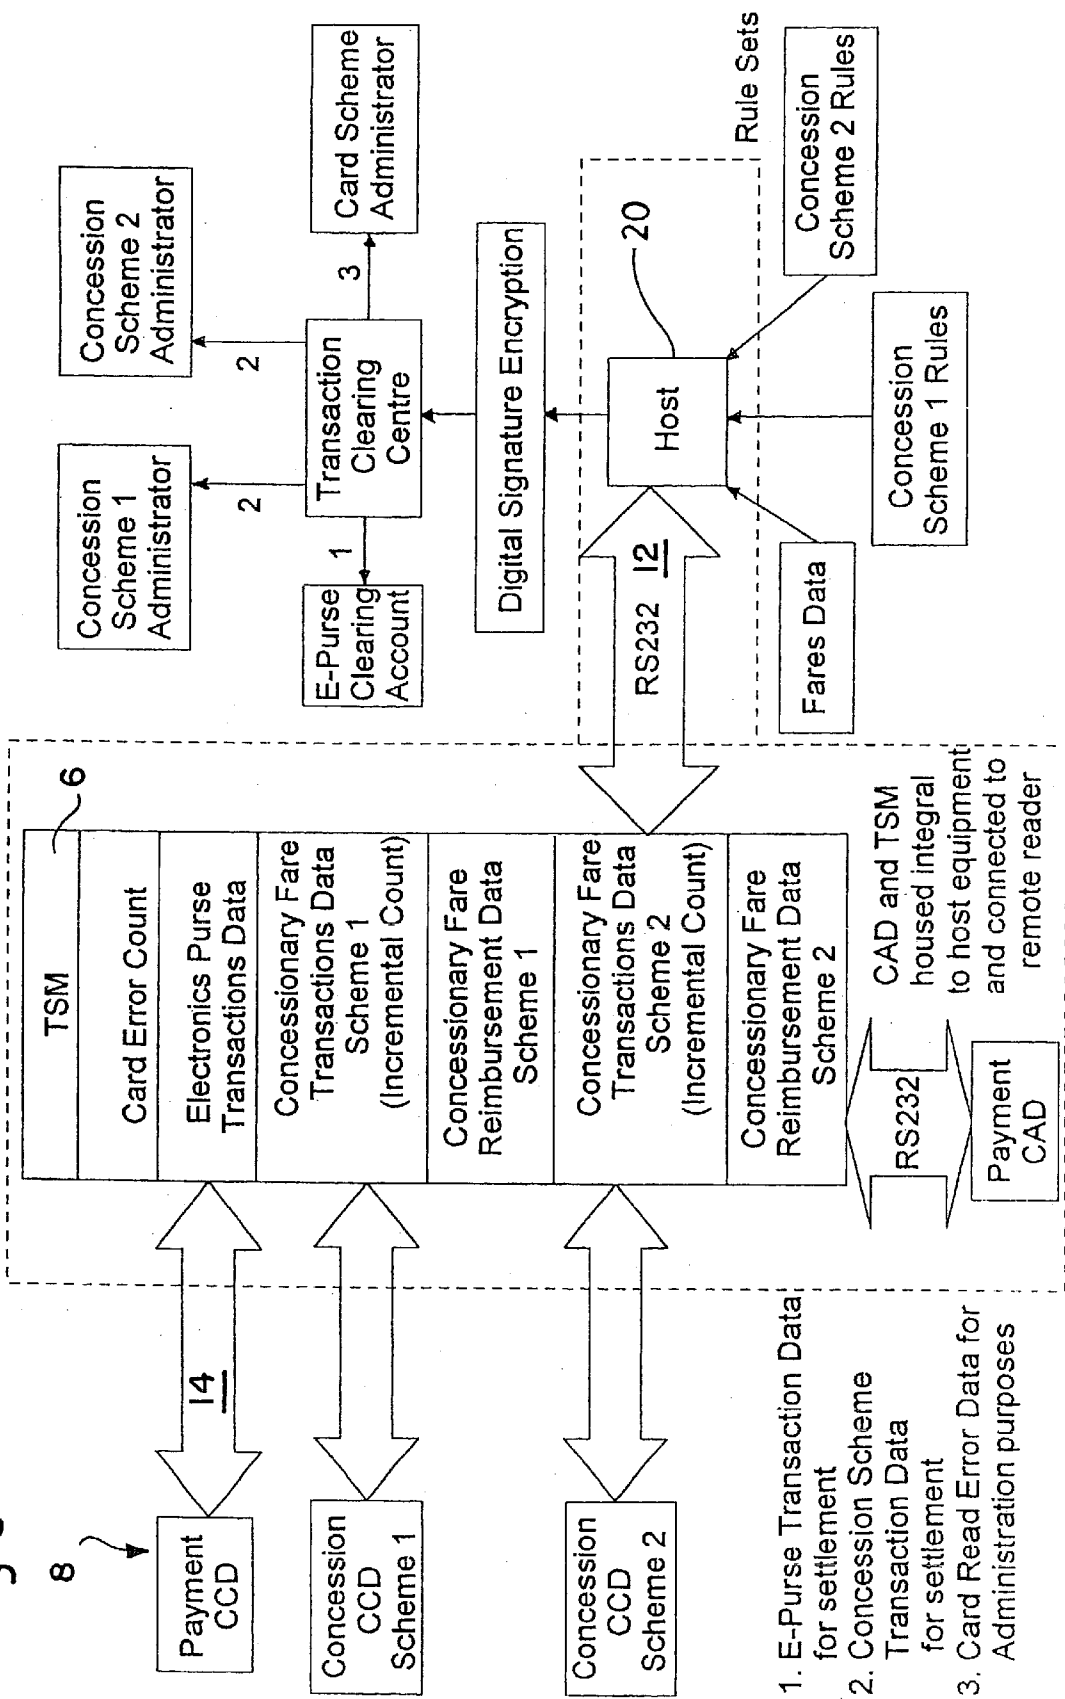 8
Payment
CCD
14
Concession
CCD
Scheme 1
Concession
CCD
Scheme 2
1. E-Purse Transaction Data
for settlement
2. Concession Scheme
Transaction Data
for settlement
3. Card Read Error Data for
Administration purposes
TSM
6
Card Error Count
Electronics Purse
Transactions Data
Concessionary Fare
Transactions Data
Scheme 1
(Incremental Count)
Concessionary Fare
Reimbursement Data
Scheme 1
Concessionary Fare
Transactions Data
Scheme 2
(Incremental Count)
Concessionary Fare
Reimbursement Data
Scheme 2
RS232
Payment
CAD
CAD and TSM
housed integral
to host equipment
and connected to
remote reader
Concession
Scheme 1
Administrator
Concession
Scheme 2
Administrator
2
2
E-Purse
Clearing
Account
1
Transaction
Clearing
Centre
3
Card Scheme
Administrator
Digital Signature Encryption
RS232
12
Host
20
Rule Sets
Fares Data
Concession
Scheme 1 Rules
Concession
Scheme 2 Rules